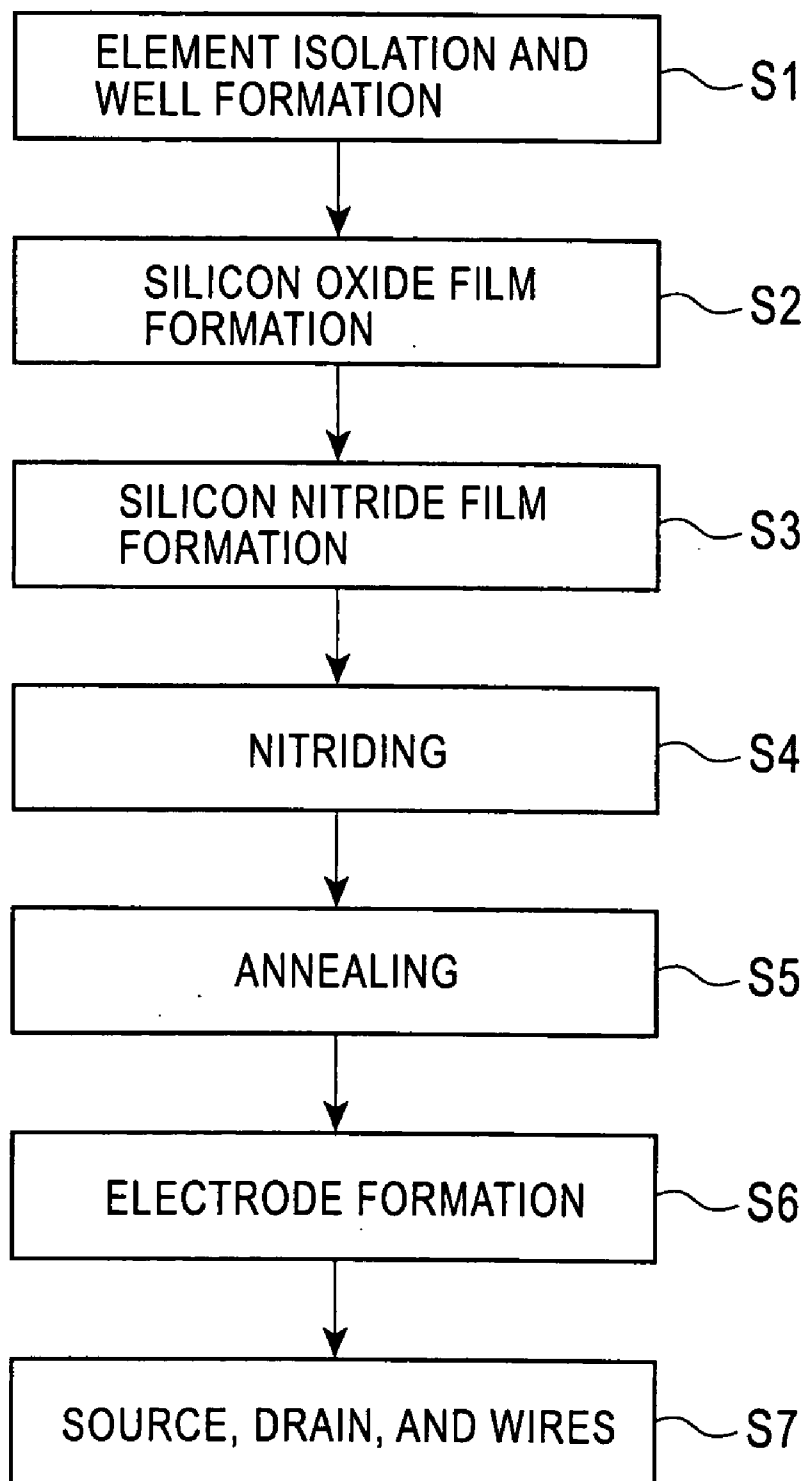 ELEMENT ISOLATION AND
WELL FORMATION
S1
SILICON OXIDE FILM
FORMATION
S2
SILICON NITRIDE FILM
FORMATION
S3
NITRIDING
S4
ANNEALING
S5
ELECTRODE FORMATION
S6
SOURCE, DRAIN, AND WIRES
S7